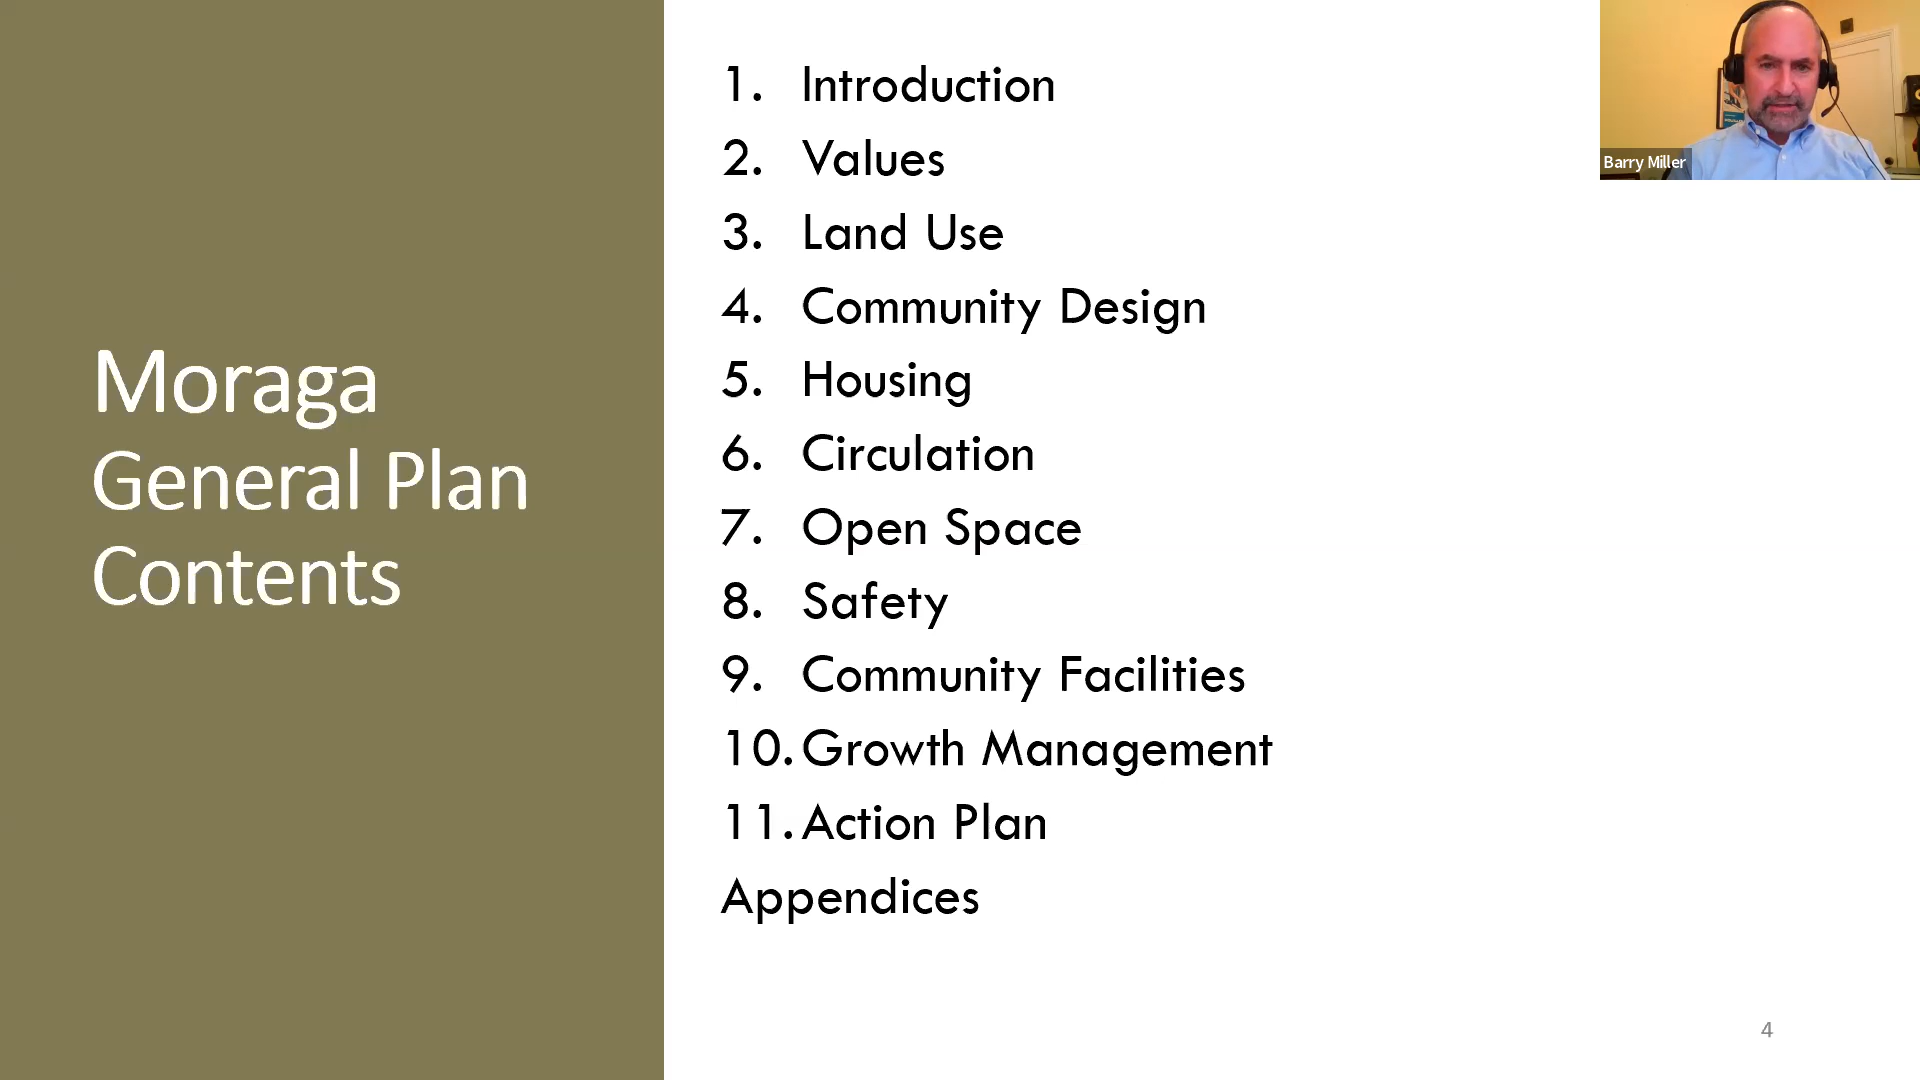 Moraga
General Plan
Contents
1. Introduction
2. Values
3. Land Use
4. Community Design
5. Housing
6. Circulation
7. Open Space
8. Safety
9. Community Facilities
10. Growth Management
11. Action Plan
Appendices
Barry Miller
4